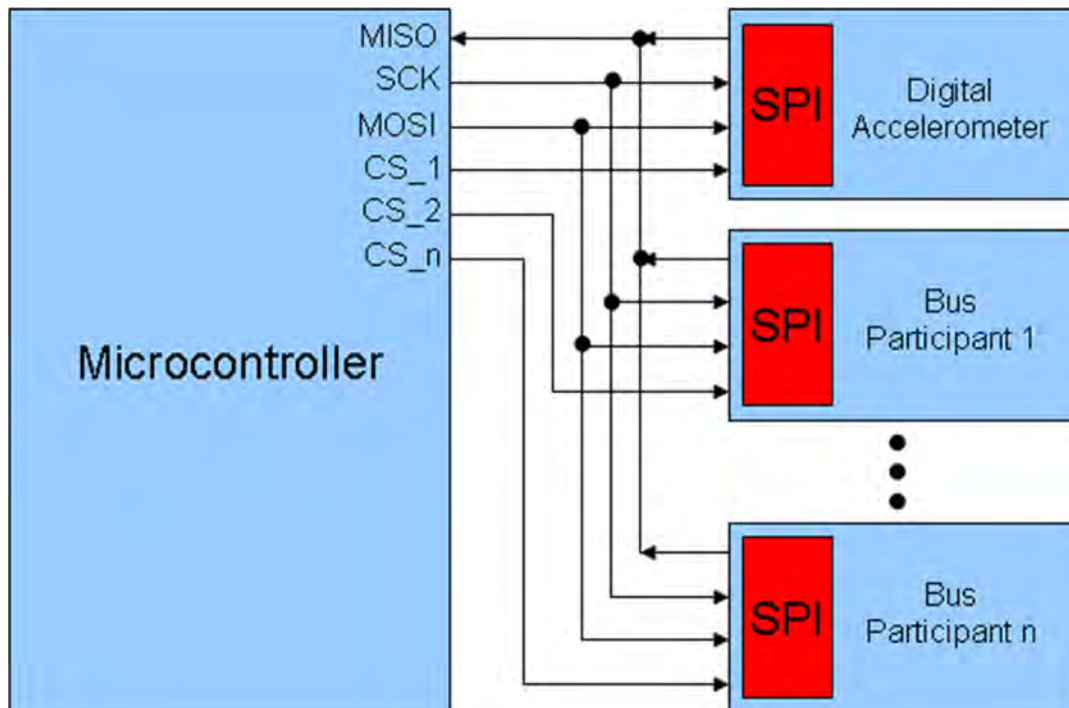 MISO
SCK
MOSI
CS_1
CS_2
CS_n
Microcontroller
SPI
Digital
Accelerometer
SPI
Bus
Participant 1
SPI
Bus
Participant n